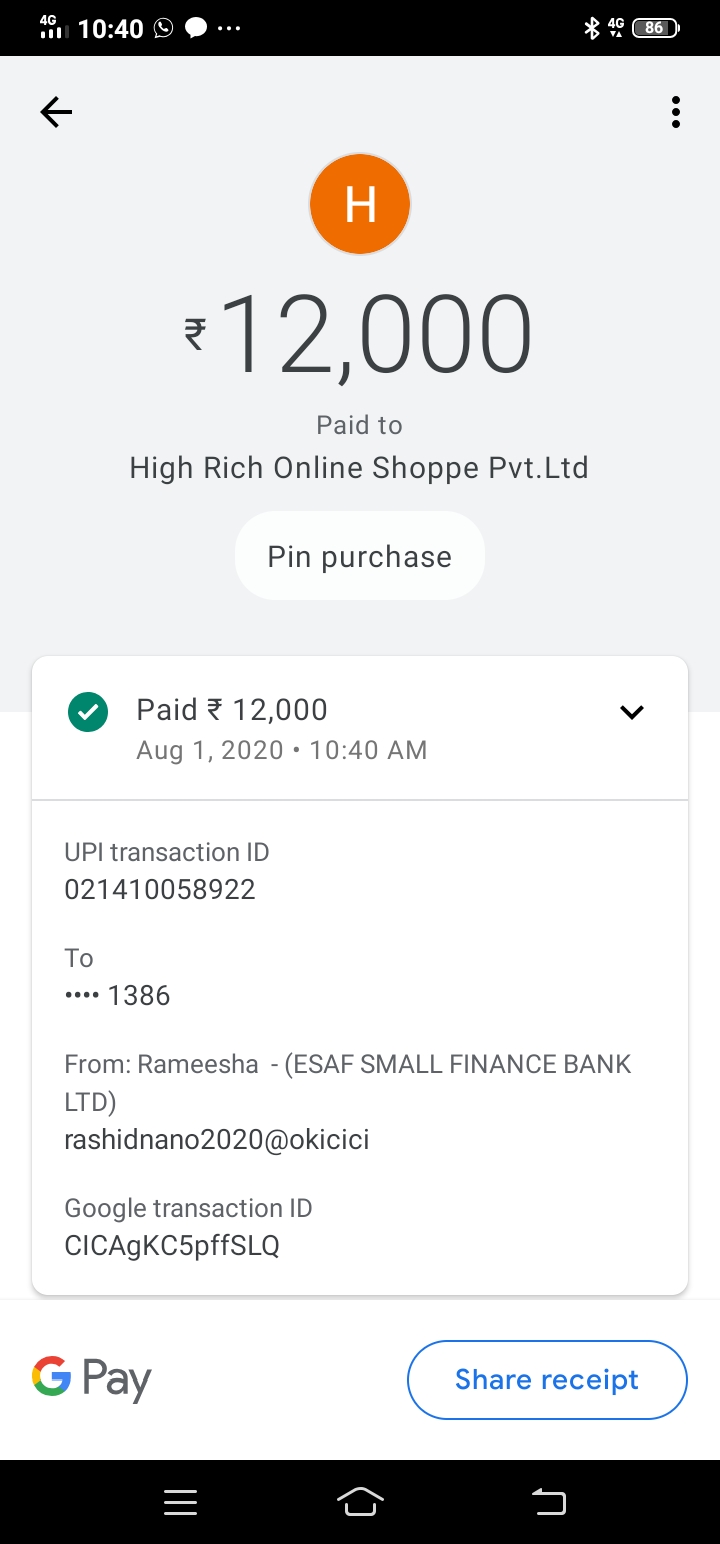 4G 10:40 4G 86
H
₹12,000
Paid to
High Rich Online Shoppe Pvt.Ltd
Pin purchase
Paid ₹ 12,000
Aug 1, 2020 • 10:40 AM
UPI transaction ID
021410058922
To
•••• 1386
From: Rameesha - (ESAF SMALL FINANCE BANK
LTD)
rashidnano2020@okicici
Google transaction ID
CICAgKC5pffSLQ
G Pay
Share receipt